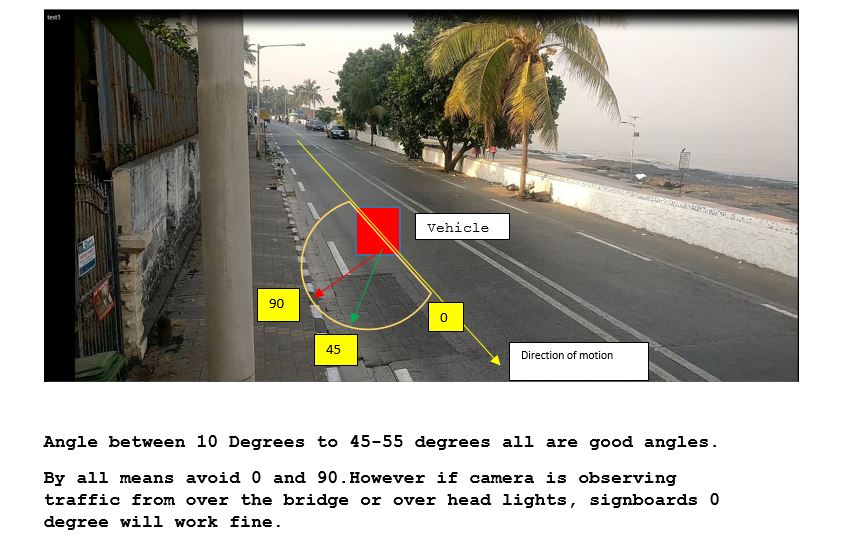 test1
Vehicle
90
0
45
Direction of motion
Angle between 10 Degrees to 45-55 degrees all are good angles.
By all means avoid 0 and 90.However if camera is observing
traffic from over the bridge or over head lights, signboards 0
degree will work fine.